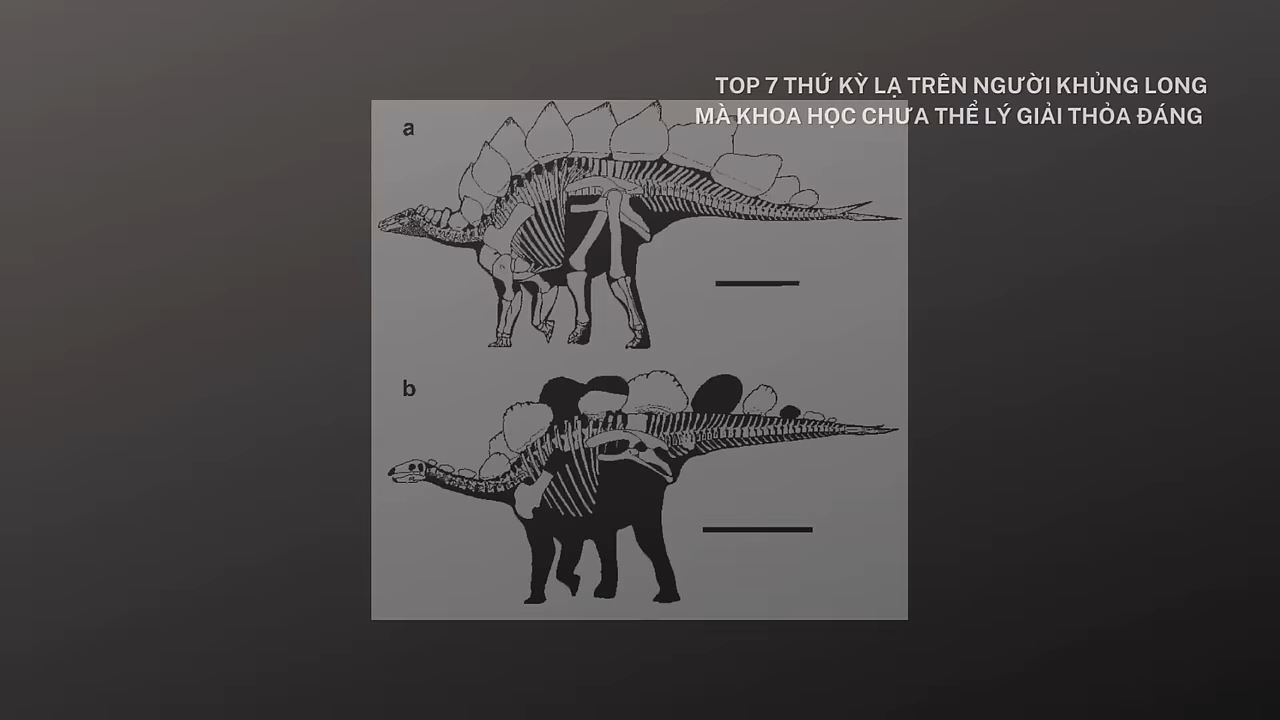 TOP 7 THỨ KỲ LẠ TRÊN NGƯỜI KHỦNG LONG
MÀ KHOA HỌC CHƯA THỂ LÝ GIẢI THỎA ĐÁNG
a
b